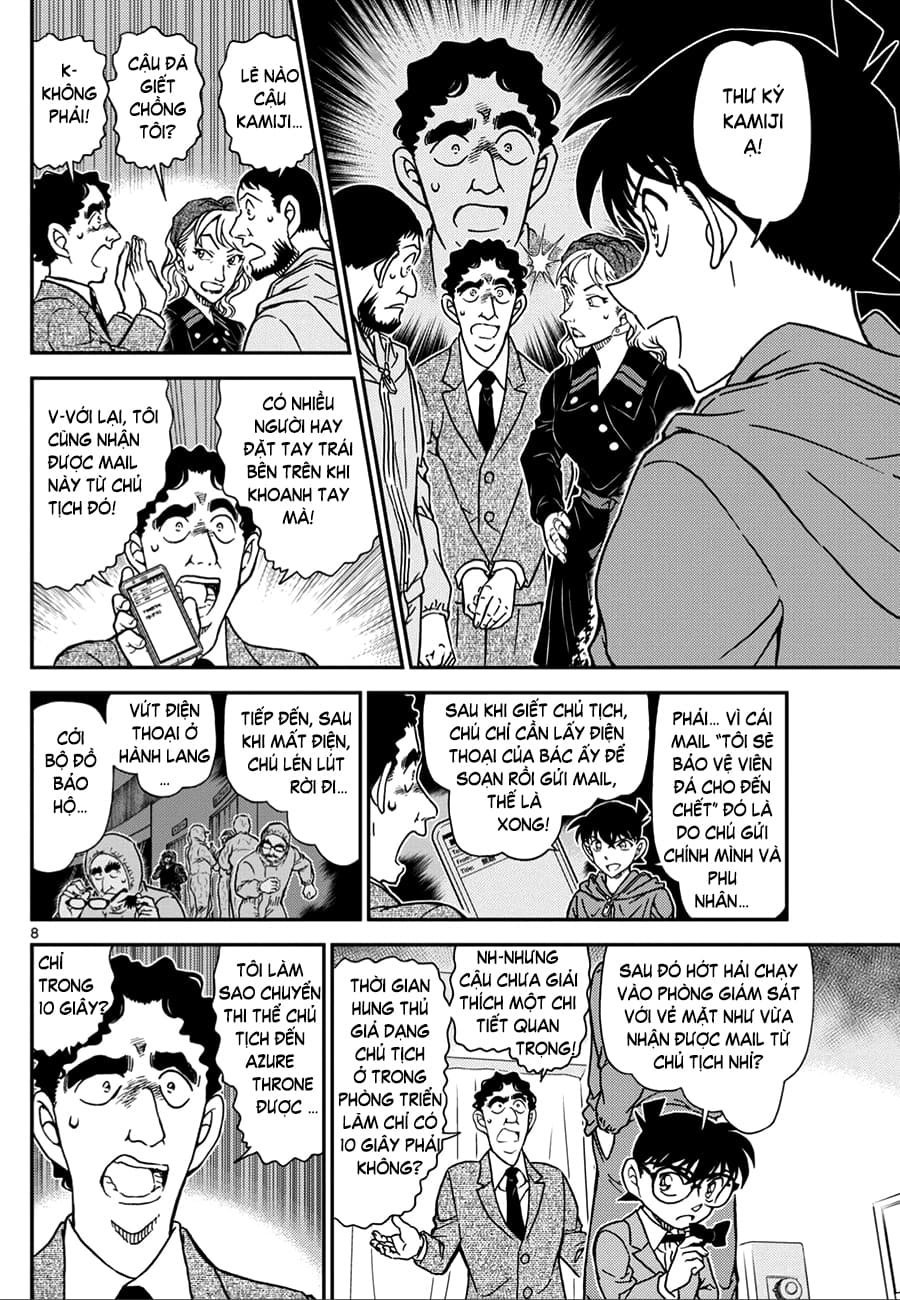 THƯ KÝ
KAMIJI
Ạ!
LẼ NÀO
CẬU
KAMIJI...
CẬU ĐÃ
GIẾT
CHỒNG
TÔI?
K-
KHÔNG
PHẢI!
CÓ NHIỀU
NGƯỜI HAY
ĐẶT TAY TRÁI
BÊN TRÊN KHI
KHOANH TAY
MÀ!
V-VỚI LẠI, TÔI
CŨNG NHẬN
ĐƯỢC MAIL
NÀY TỪ CHỦ
TỊCH ĐÓ!
PHẢI... VÌ CÁI
MAIL "TÔI SẼ
BẢO VỆ VIÊN
ĐÁ CHO ĐẾN
CHẾT" ĐÓ LÀ
DO CHÚ GỬI
CHÍNH MÌNH VÀ
PHU
NHÂN...
SAU KHI GIẾT CHỦ TỊCH,
CHÚ CHỈ CẦN LẤY ĐIỆN
THOẠI CỦA BÁC ẤY ĐỂ
SOẠN RỒI GỬI MAIL,
THẾ LÀ
XONG!
TIẾP ĐẾN, SAU
KHI MẤT ĐIỆN,
CHÚ LÉN LÚT
RỜI ĐI...
VỨT ĐIỆN
THOẠI Ở
HÀNH LANG
...
CỞI
BỘ ĐỒ
BẢO
HỘ...
8
SAU ĐÓ HỚT HẢI CHẠY
VÀO PHÒNG GIÁM SÁT
VỚI VẺ MẶT NHƯ VỪA
NHẬN ĐƯỢC MAIL TỪ
CHỦ TỊCH NHỈ?
NH-NHƯNG
CẬU CHƯA GIẢI
THÍCH MỘT CHI
TIẾT QUAN
TRỌNG!
THỜI GIAN
HUNG THỦ
GIẢ DẠNG
CHỦ TỊCH
Ở TRONG
PHÒNG TRIỂN
LÃM CHỈ CÓ
10 GIÂY PHẢI
KHÔNG?
TÔI LÀM
SAO CHUYỂN
THI THỂ CHỦ
TỊCH ĐẾN
AZURE
THRONE
ĐƯỢC ...
CHỈ
TRONG
10 GIÂY?